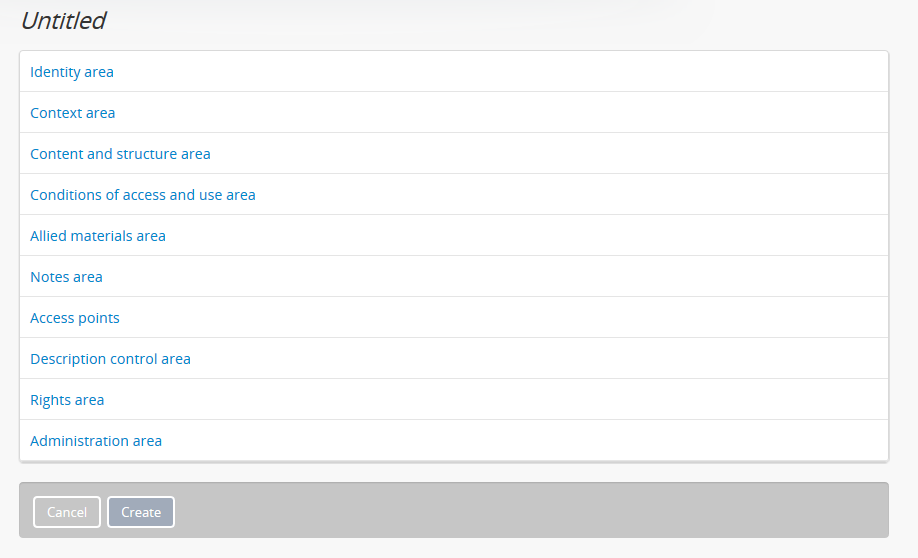 Untitled
Identity area
Context area
Content and structure area
Conditions of access and use area
Allied materials area
Notes area
Access points
Description control area
Rights area
Administration area
Cancel Create